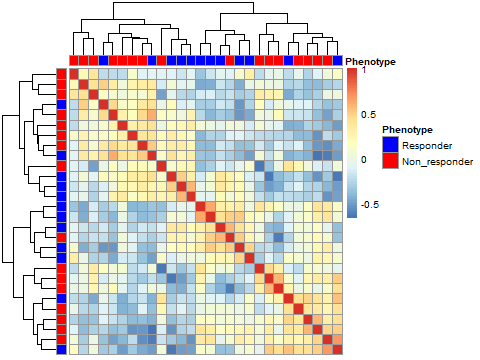 Phenotype
1
0.5
0
-0.5
Phenotype
Responder
Non_responder